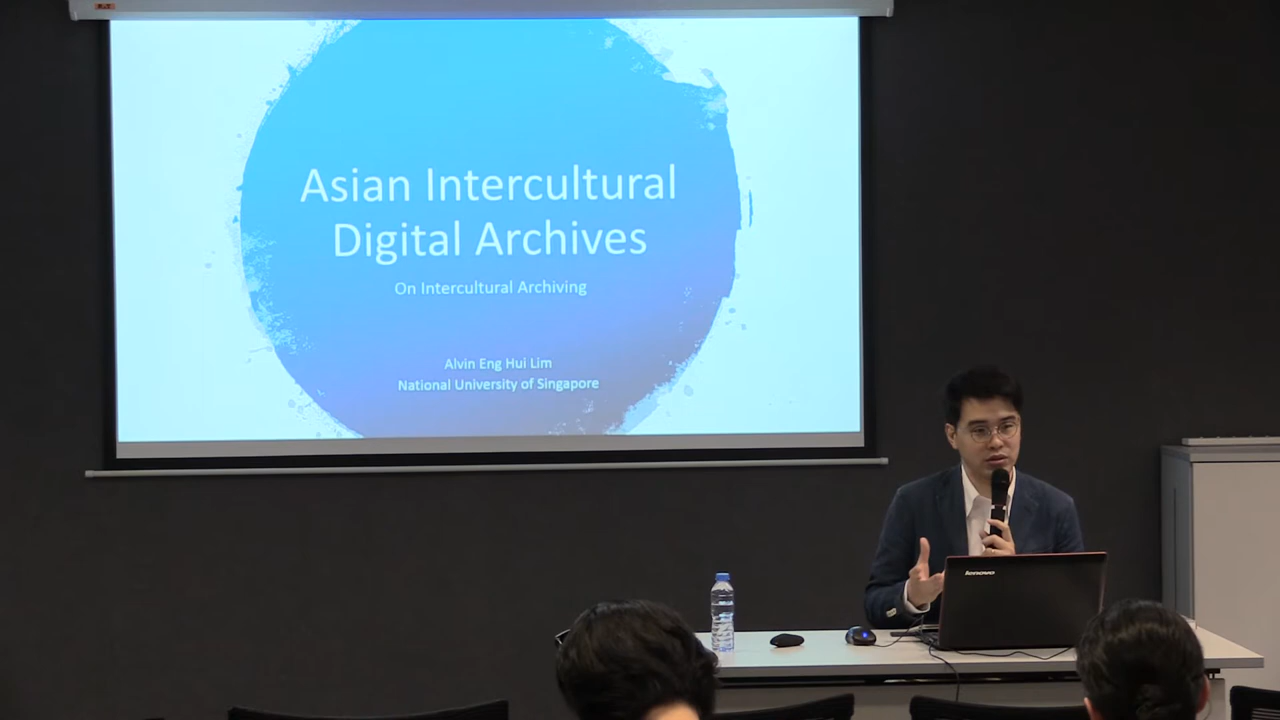 Asian Intercultural
Digital Archives
On Intercultural Archiving
Alvin Eng Hui Lim
National University of Singapore
lenovo